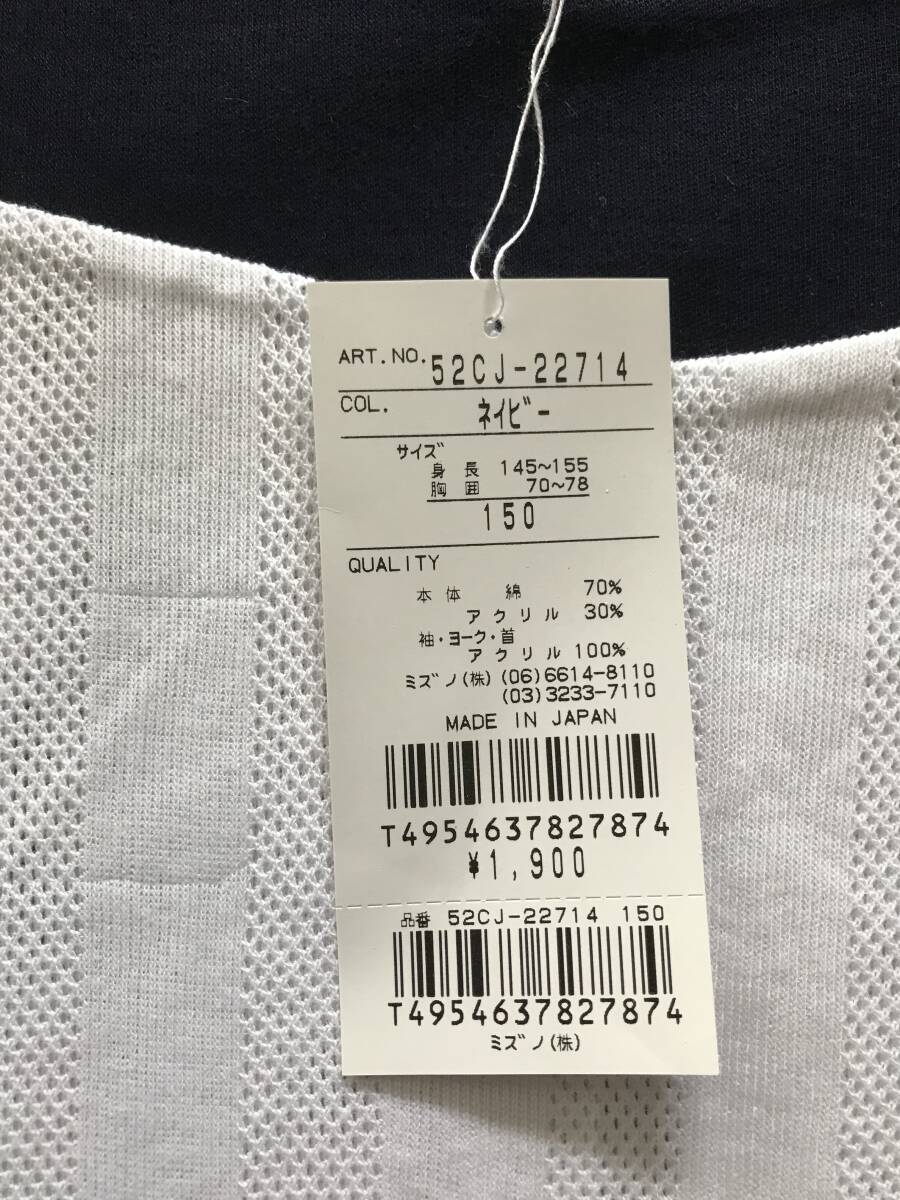 ART.NO. 52CJ-22714
COL. ネイビー
サイズ
身長 145~155
胸囲 70~78
150
QUALITY
本体 綿 70%
アクリル 30%
袖・ヨーク・首
アクリル 100%
ミズノ(株) (06)6614-8110
(03)3233-7110
MADE IN JAPAN
T4954637827874
¥1,900
品番 52CJ-22714 150
T4954637827874
ミズノ(株)